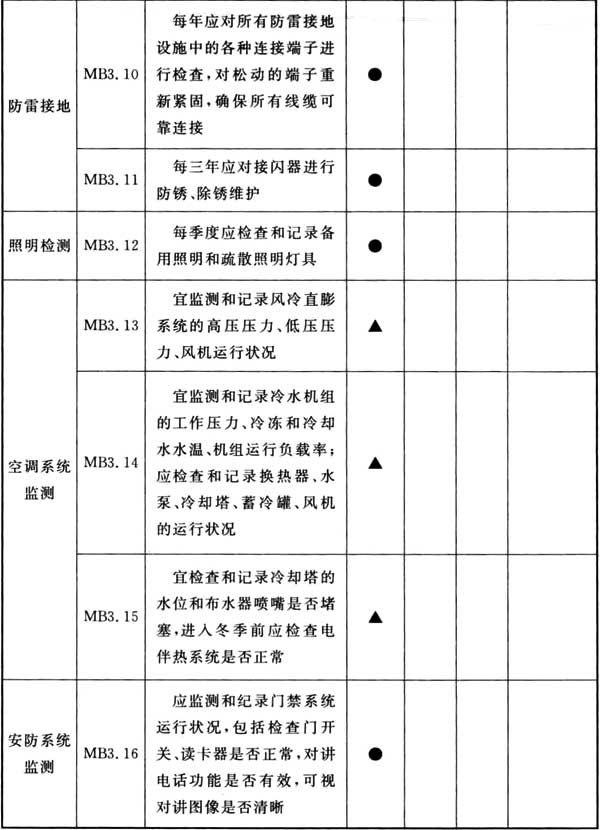 防雷接地
MB3.10
每年应对所有防雷接地
设施中的各种连接端子进
行检查,对松动的端子重
新紧固,确保所有线缆可
靠连接
●
MB3.11
每三年应对接闪器进行
防锈、除锈维护
●
照明检测
MB3.12
每季度应检查和记录备
用照明和疏散照明灯具
●
空调系统
监测
MB3.13
宜监测和记录风冷直膨
系统的高压压力、低压压
力、风机运行状况
▲
MB3.14
宜监测和记录冷水机组
的工作压力、冷冻和冷却
水水温、机组运行负载率;
应检查和记录换热器、水
泵、冷却塔、蓄冷罐、风机
的运行状况
▲
MB3.15
宜检查和记录冷却塔的
水位和布水器喷嘴是否堵
塞,进入冬季前应检查电
伴热系统是否正常
▲
安防系统
监测
MB3.16
应监测和纪录门禁系统
运行状况,包括检查门开
关、读卡器是否正常,对讲
电话功能是否有效,可视
对讲图像是否清晰
●